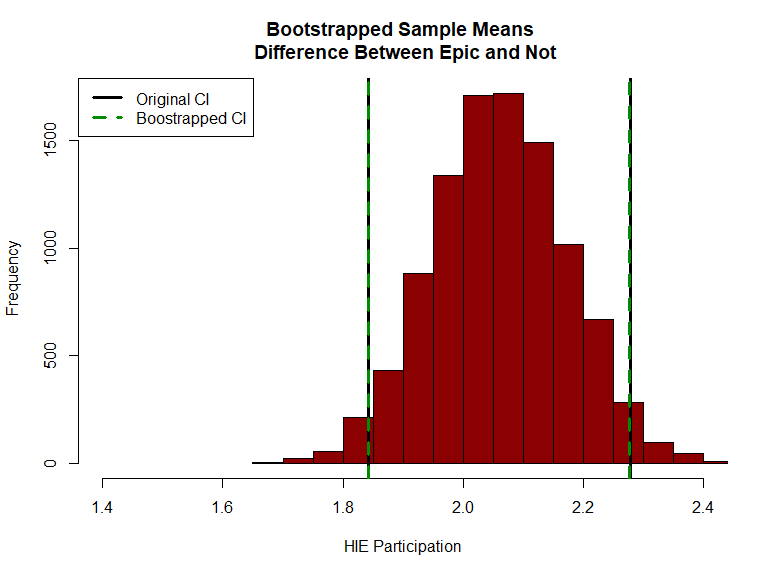 Bootstrapped Sample Means
Difference Between Epic and Not
Original CI
Boostrapped CI
Frequency
1500
1000
500
0
1.4 1.6 1.8 2.0 2.2 2.4
HIE Participation